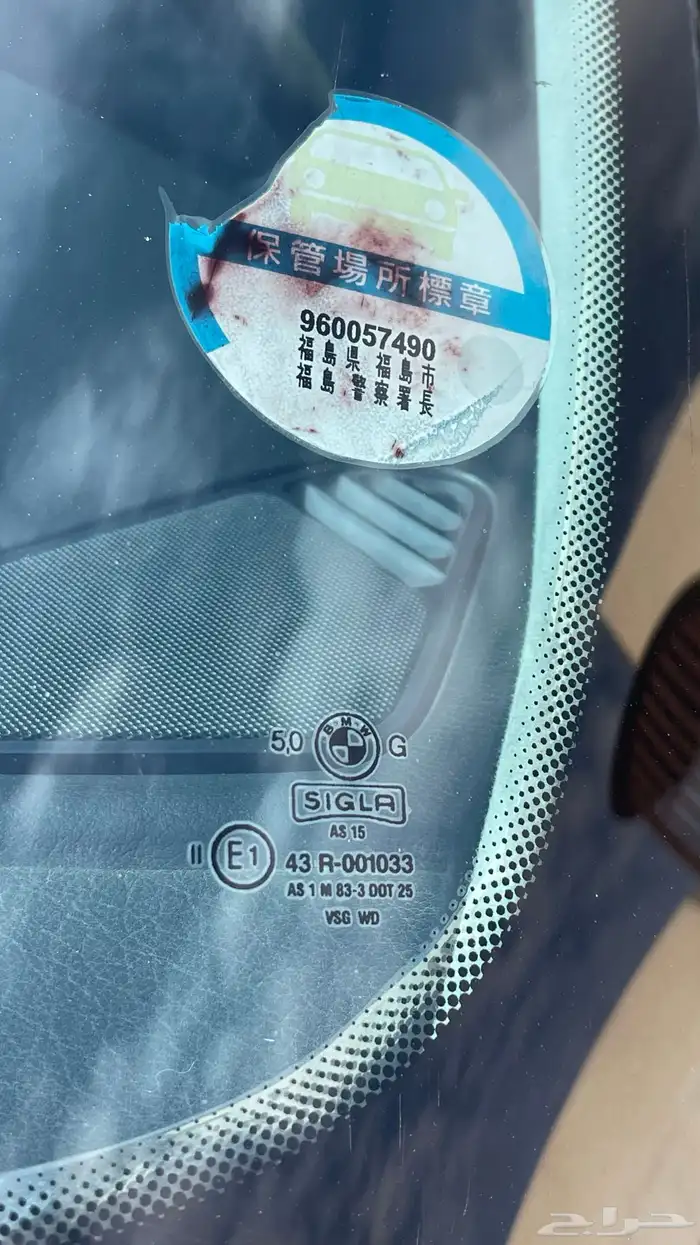 保管場所標章
960057490
福島県 福島市
福島 警察署長
5,0 BMW G
SIGLA
AS 15
II E1 43 R-001033
AS 1 M 83-3 DOT 25
VSG WD
حراج